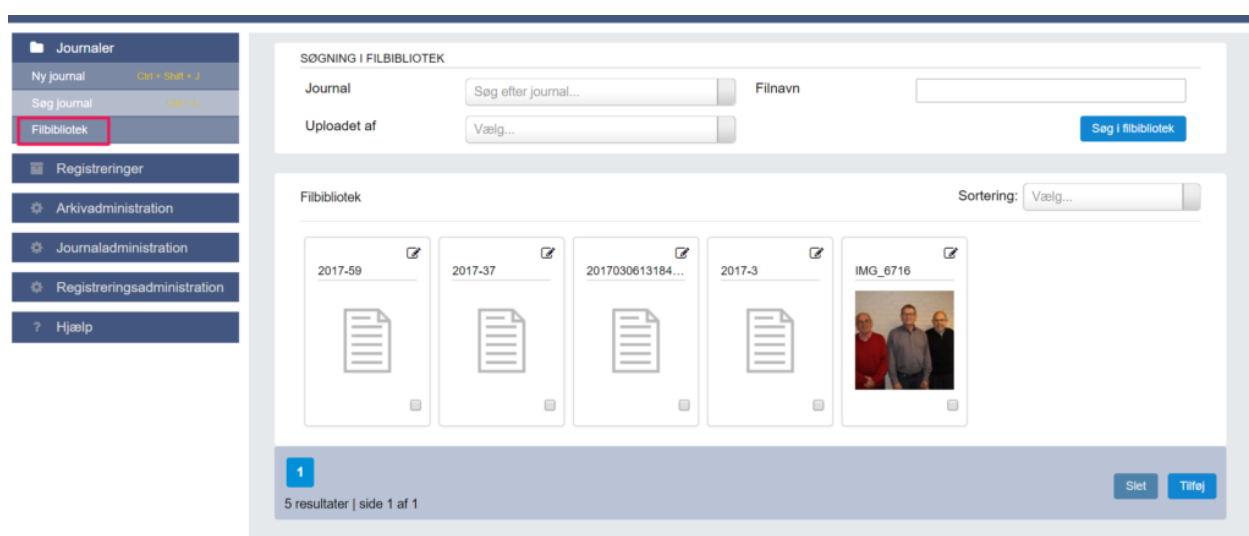 Journaler
Ny journal Ctrl + Shift + J
Søg journal
Filbibliotek
Registreringer
Arkivadministration
Journaladministration
Registreringsadministration
? Hjælp
SØGNING I FILBIBLIOTEK
Journal Søg efter journal... Filnavn
Uploadet af Vælg... Søg i filbibliotek
Filbibliotek Sortering: Vælg...
2017-59 2017-37 2017030613184... 2017-3 IMG_6716
1
5 resultater | side 1 af 1
Slet Tilføj